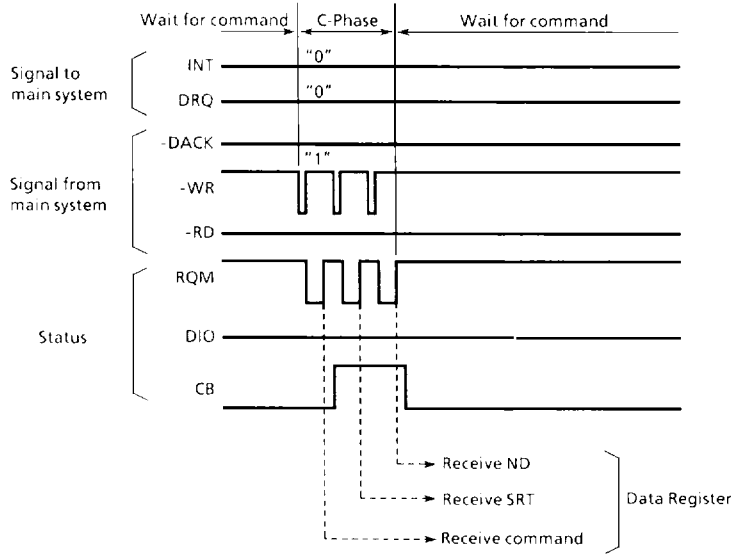 Wait for command C-Phase Wait for command
INT "0"
Signal to
main system
DRQ "0"
-DACK
"1"
Signal from
main system
-WR
-RD
RQM
Status
DIO
CB
Receive ND
Receive SRT
Data Register
Receive command